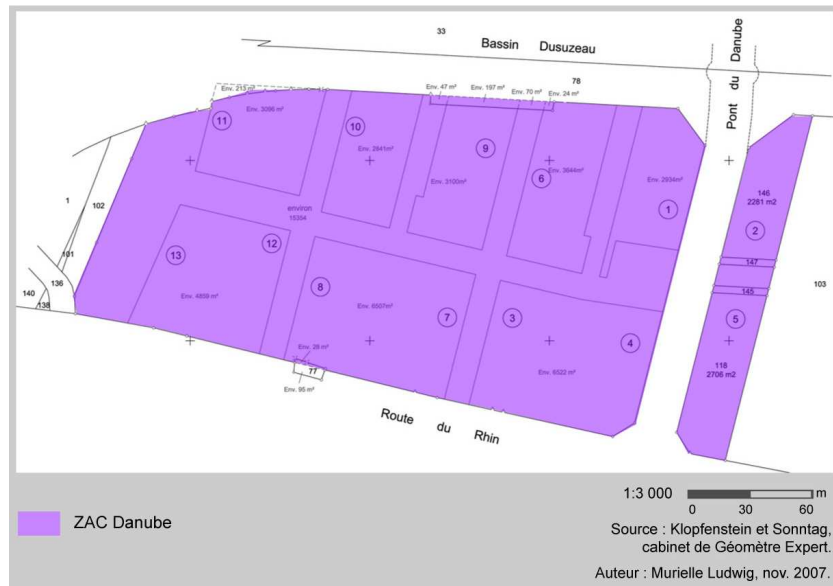 33
Bassin Dusuzeau
Pont du Danube
78
Env. 213 m²
Env. 47 m²
Env. 197 m²
Env. 70 m²
Env. 24 m²
11
Env. 3096 m²
10
Env. 2841m²
9
Env. 3100m²
6
Env. 3644m²
1
Env. 2934m²
146
2281 m2
2
147
145
5
118
2706 m2
103
1
102
101
136
140
138
environ
15304
13
12
Env. 4859 m²
8
Env. 6507m²
7
3
4
Env. 6522 m²
Env. 28 m²
77
Env. 95 m²
Route du Rhin
ZAC Danube
1:3 000
0 30 60 m
Source : Klopfenstein et Sonntag,
cabinet de Géomètre Expert.
Auteur : Murielle Ludwig, nov. 2007.